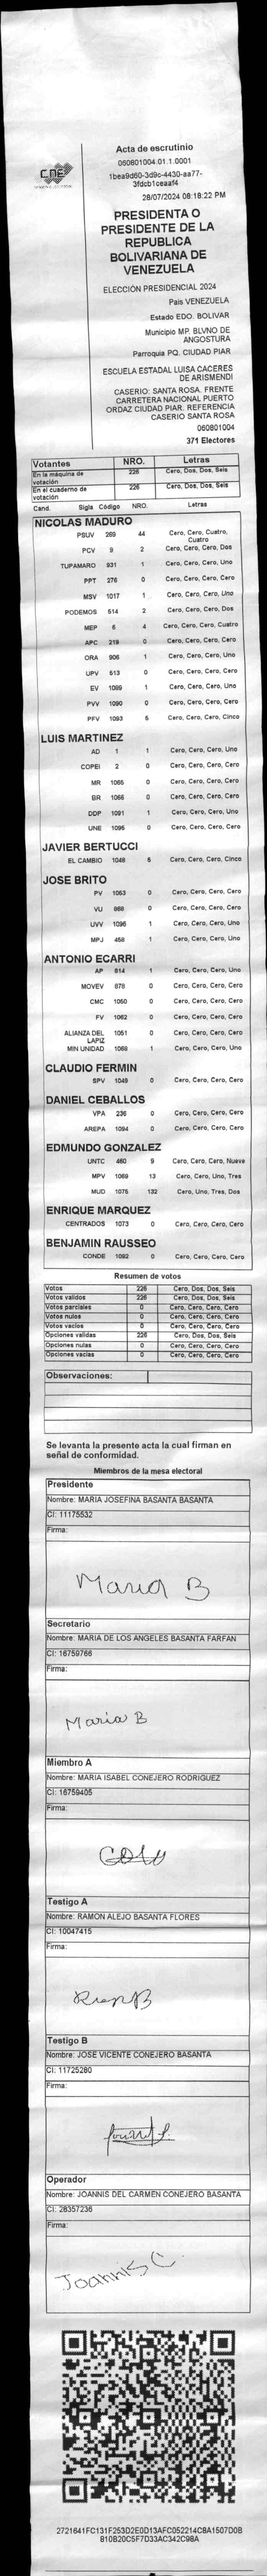 CNE
Acta de escrutinio
060801004.01.1.0001
1bea9d60-3d9c-4430-aa77-
3fdcb1ceaaf4
28/07/2024 08:18:22 PM
PRESIDENTA O
PRESIDENTE DE LA
REPUBLICA
BOLIVARIANA DE
VENEZUELA
ELECCIÓN PRESIDENCIAL 2024
Pais VENEZUELA
Estado EDO. BOLIVAR
Municipio MP. BLVNO DE
ANGOSTURA
Parroquia PQ. CIUDAD PIAR
ESCUELA ESTADAL LUISA CACERES
DE ARISMENDI
CASERIO: SANTA ROSA. FRENTE
CARRETERA NACIONAL PUERTO
ORDAZ CIUDAD PIAR. REFERENCIA
CASERIO SANTA ROSA
060801004
371 Electores
Votantes NRO. Letras
En la máquina de votación 226 Cero, Dos, Dos, Seis
En el cuaderno de votación 226 Cero, Dos, Dos, Seis
Cand. Sigla Código NRO. Letras
NICOLAS MADURO
PSUV 269 44 Cero, Cero, Cuatro, Cuatro
PCV 9 2 Cero, Cero, Cero, Dos
TUPAMARO 931 1 Cero, Cero, Cero, Uno
PPT 276 0 Cero, Cero, Cero, Cero
MSV 1017 1 Cero, Cero, Cero, Uno
PODEMOS 514 2 Cero, Cero, Cero, Dos
MEP 6 4 Cero, Cero, Cero, Cuatro
APC 219 0 Cero, Cero, Cero, Cero
ORA 906 1 Cero, Cero, Cero, Uno
UPV 513 0 Cero, Cero, Cero, Cero
EV 1089 1 Cero, Cero, Cero, Uno
PVV 1090 0 Cero, Cero, Cero, Cero
PFV 1093 5 Cero, Cero, Cero, Cinco
LUIS MARTINEZ
AD 1 1 Cero, Cero, Cero, Uno
COPEI 2 0 Cero, Cero, Cero, Cero
MR 1065 0 Cero, Cero, Cero, Cero
BR 1066 0 Cero, Cero, Cero, Cero
DDP 1091 1 Cero, Cero, Cero, Uno
UNE 1095 0 Cero, Cero, Cero, Cero
JAVIER BERTUCCI
EL CAMBIO 1048 5 Cero, Cero, Cero, Cinco
JOSE BRITO
PV 1053 0 Cero, Cero, Cero, Cero
VU 868 0 Cero, Cero, Cero, Cero
UVV 1096 1 Cero, Cero, Cero, Uno
MPJ 458 1 Cero, Cero, Cero, Uno
ANTONIO ECARRI
AP 814 1 Cero, Cero, Cero, Uno
MOVEV 878 0 Cero, Cero, Cero, Cero
CMC 1050 0 Cero, Cero, Cero, Cero
FV 1062 0 Cero, Cero, Cero, Cero
ALIANZA DEL LAPIZ 1051 0 Cero, Cero, Cero, Cero
MIN UNIDAD 1068 1 Cero, Cero, Cero, Uno
CLAUDIO FERMIN
SPV 1049 0 Cero, Cero, Cero, Cero
DANIEL CEBALLOS
VPA 236 0 Cero, Cero, Cero, Cero
AREPA 1094 0 Cero, Cero, Cero, Cero
EDMUNDO GONZALEZ
UNTC 460 9 Cero, Cero, Cero, Nueve
MPV 1069 13 Cero, Cero, Uno, Tres
MUD 1075 132 Cero, Uno, Tres, Dos
ENRIQUE MARQUEZ
CENTRADOS 1073 0 Cero, Cero, Cero, Cero
BENJAMIN RAUSSEO
CONDE 1092 0 Cero, Cero, Cero, Cero
Resumen de votos
Votos 226 Cero, Dos, Dos, Seis
Votos validos 226 Cero, Dos, Dos, Seis
Votos parciales 0 Cero, Cero, Cero, Cero
Votos nulos 0 Cero, Cero, Cero, Cero
Votos vacios 0 Cero, Cero, Cero, Cero
Opciones validas 226 Cero, Dos, Dos, Seis
Opciones nulas 0 Cero, Cero, Cero, Cero
Opciones vacias 0 Cero, Cero, Cero, Cero
Observaciones:
Se levanta la presente acta la cual firman en
señal de conformidad.
Miembros de la mesa electoral
Presidente
Nombre: MARIA JOSEFINA BASANTA BASANTA
CI: 11175532
Firma:
Maria B
Secretario
Nombre: MARIA DE LOS ANGELES BASANTA FARFAN
CI: 16759766
Firma:
Maria B
Miembro A
Nombre: MARIA ISABEL CONEJERO RODRIGUEZ
CI: 16759405
Firma:
Testigo A
Nombre: RAMON ALEJO BASANTA FLORES
CI: 10047415
Firma:
Testigo B
Nombre: JOSE VICENTE CONEJERO BASANTA
CI: 11725280
Firma:
Operador
Nombre: JOANNIS DEL CARMEN CONEJERO BASANTA
CI: 28357236
Firma:
Joannis C.
2721641FC131F253D2E0D13AFC052214C8A1507D0B
810B20C5F7D33AC342C98A